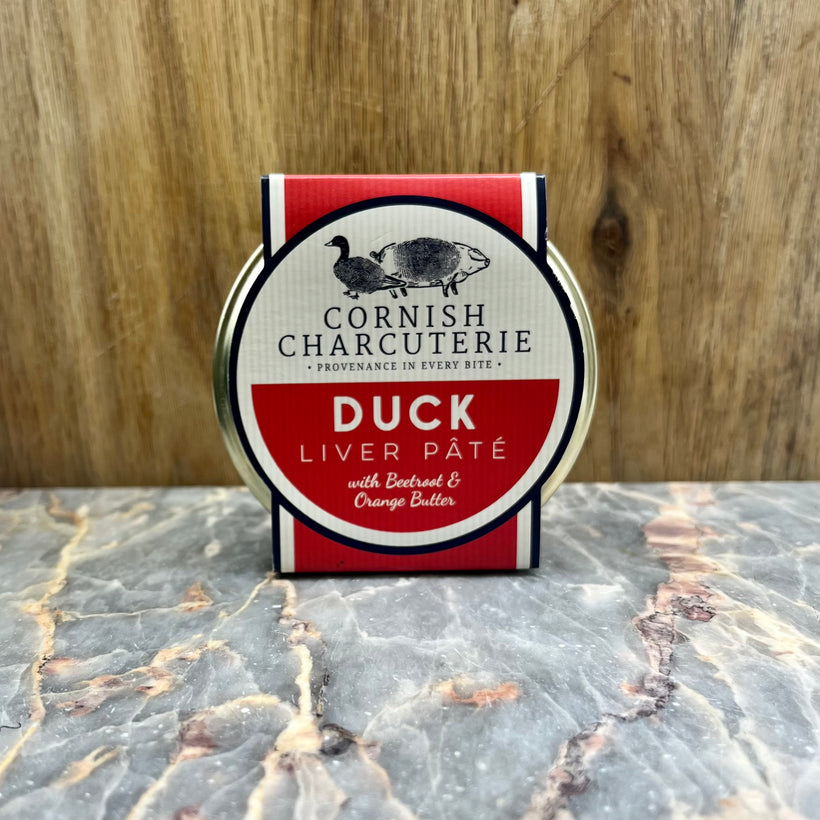 CORNISH
CHARCUTERIE
• PROVENANCE IN EVERY BITE •
DUCK
LIVER PÂTÉ
with Beetroot &
Orange Butter